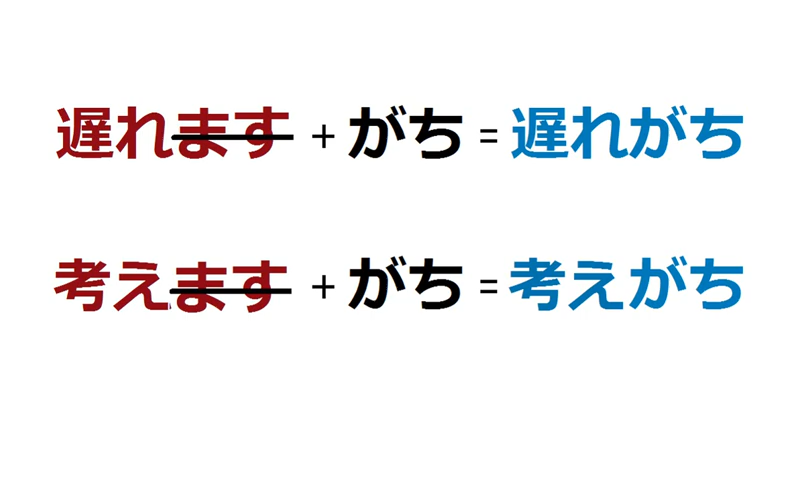 遅れます + がち = 遅れがち
考えます + がち = 考えがち